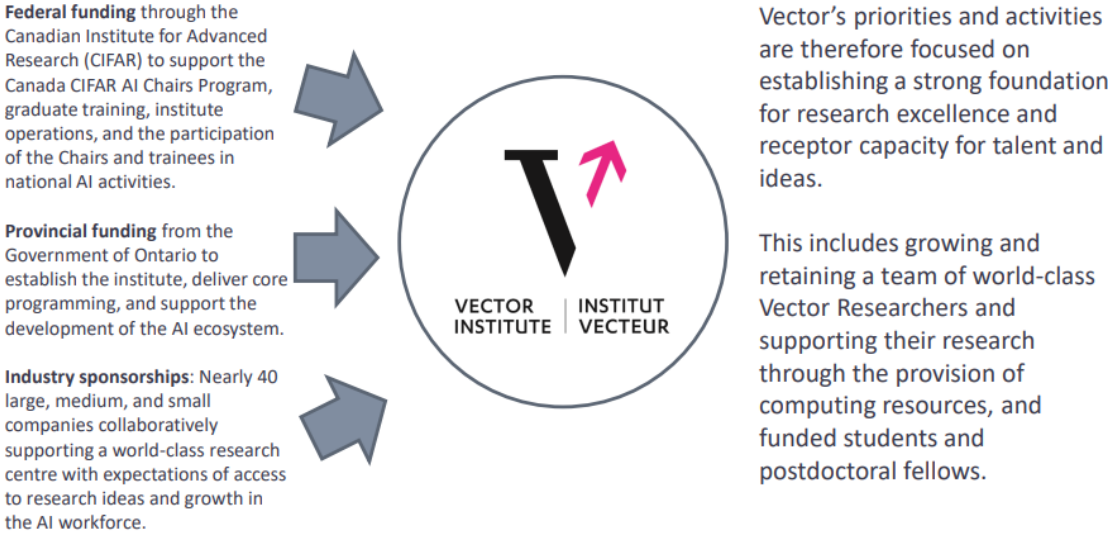 Federal funding through the
Canadian Institute for Advanced
Research (CIFAR) to support the
Canada CIFAR AI Chairs Program,
graduate training, institute
operations, and the participation
of the Chairs and trainees in
national AI activities.
Provincial funding from the
Government of Ontario to
establish the institute, deliver core
programming, and support the
development of the AI ecosystem.
Industry sponsorships: Nearly 40
large, medium, and small
companies collaboratively
supporting a world-class research
centre with expectations of access
to research ideas and growth in
the AI workforce.
VECTOR
INSTITUTE
INSTITUT
VECTEUR
Vector’s priorities and activities
are therefore focused on
establishing a strong foundation
for research excellence and
receptor capacity for talent and
ideas.
This includes growing and
retaining a team of world-class
Vector Researchers and
supporting their research
through the provision of
computing resources, and
funded students and
postdoctoral fellows.